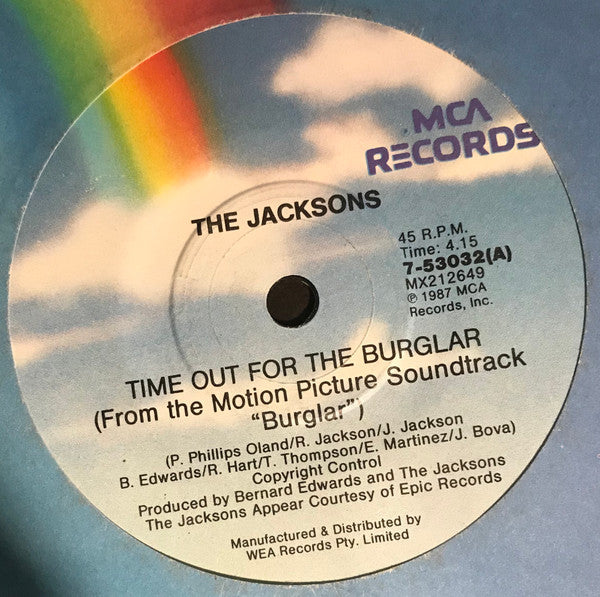 MCA
RECORDS
THE JACKSONS
45 R.P.M.
Time: 4.15
7-53032(A)
MX212649
℗ 1987 MCA
Records, Inc.
TIME OUT FOR THE BURGLAR
(From the Motion Picture Soundtrack
"Burglar")
(P. Phillips Oland/R. Jackson/J. Jackson
B. Edwards/R. Hart/T. Thompson/E. Martinez/J. Bova)
Copyright Control
Produced by Bernard Edwards and The Jacksons
The Jacksons Appear Courtesy of Epic Records
Manufactured & Distributed by
WEA Records Pty. Limited